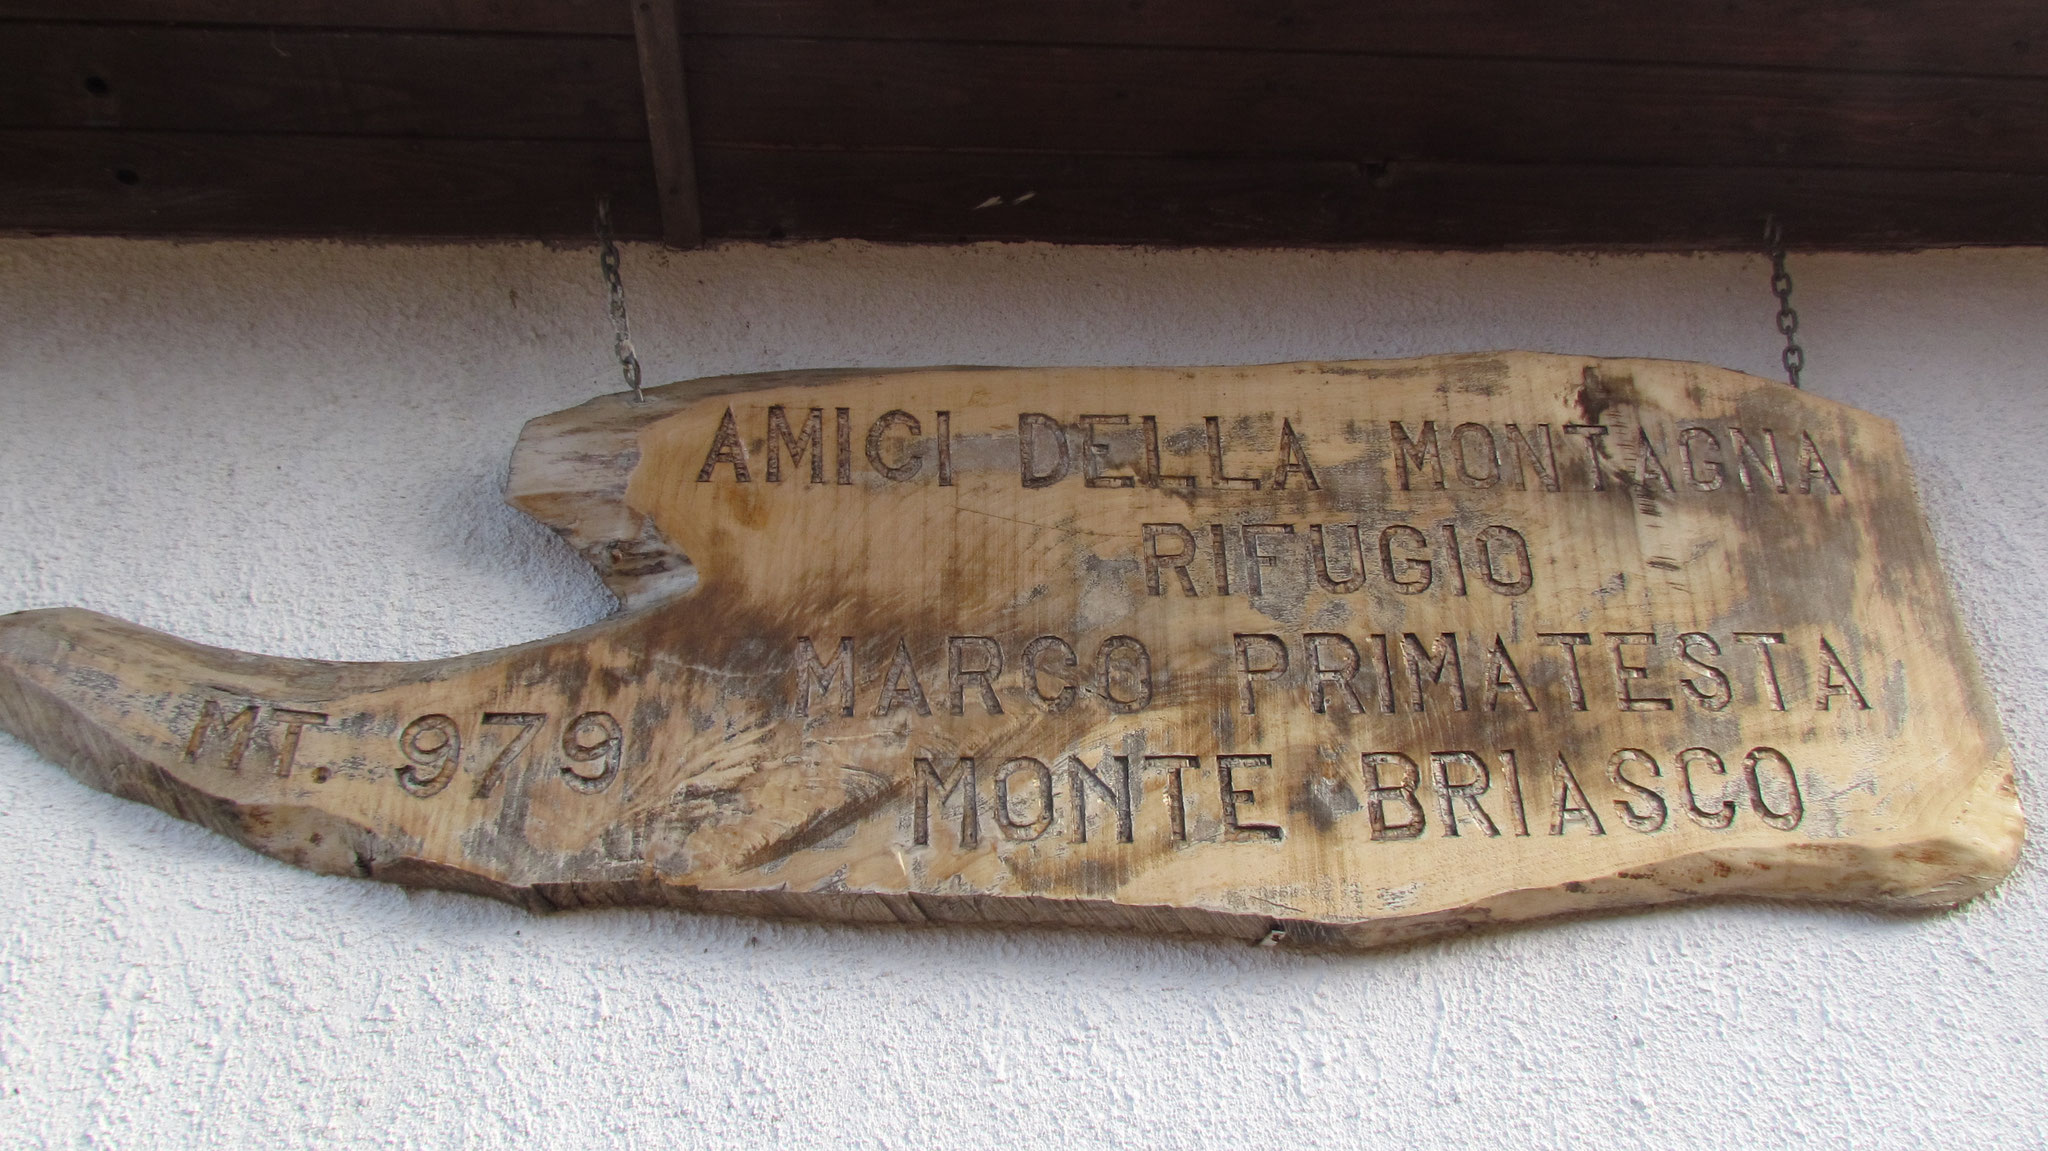 AMICI DELLA MONTAGNA
RIFUGIO
MARCO PRIMATESTA
MONTE BRIASCO
MT. 979